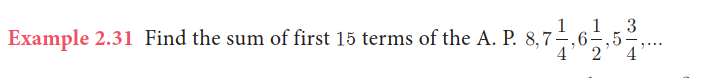 Example 2.31 Find the sum of first 15 terms of the A. P. 8, 7 1/4, 6 1/2, 5 3/4, ...